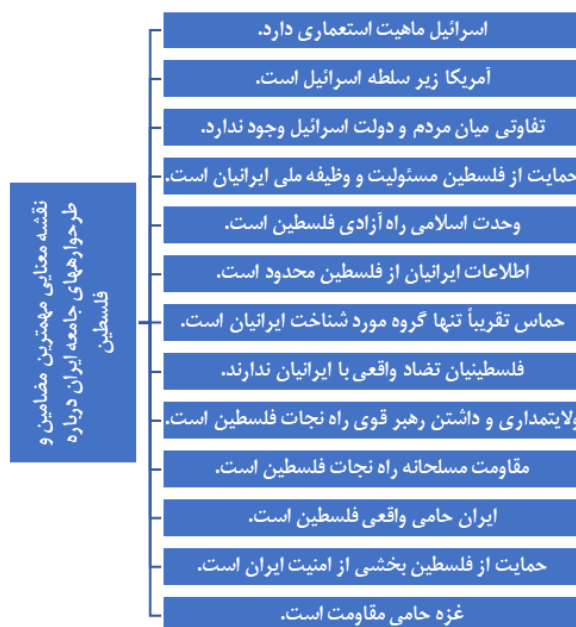 نقشه معنایی مهمترین مضامین و
طرحوارههای جامعه ایران درباره
فلسطین
اسرائیل ماهیت استعماری دارد.
آمریکا زیر سلطه اسرائیل است.
تفاوتی میان مردم و دولت اسرائیل وجود ندارد.
حمایت از فلسطین مسئولیت و وظیفه ملی ایرانیان است.
وحدت اسلامی راه آزادی فلسطین است.
اطلاعات ایرانیان از فلسطین محدود است.
حماس تقریباً تنها گروه مورد شناخت ایرانیان است.
فلسطینیان تضاد واقعی با ایرانیان ندارند.
ولایتمداری و داشتن رهبر قوی راه نجات فلسطین است.
مقاومت مسلحانه راه نجات فلسطین است.
ایران حامی واقعی فلسطین است.
حمایت از فلسطین بخشی از امنیت ایران است.
غزه حامی مقاومت است.